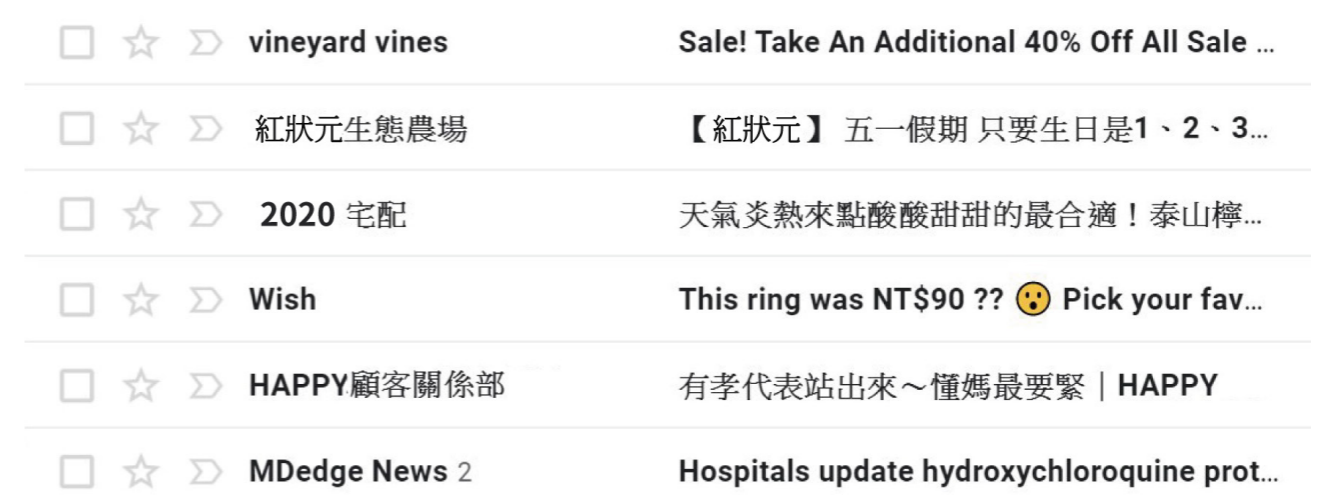 vineyard vines Sale! Take An Additional 40% Off All Sale ...
紅狀元生態農場 【紅狀元】 五一假期 只要生日是1、2、3...
2020 宅配 天氣炎熱來點酸酸甜甜的最合適！泰山檸...
Wish This ring was NT$90 ?? 😮 Pick your fav...
HAPPY顧客關係部 有孝代表站出來～懂媽最要緊｜HAPPY
MDedge News 2 Hospitals update hydroxychloroquine prot...